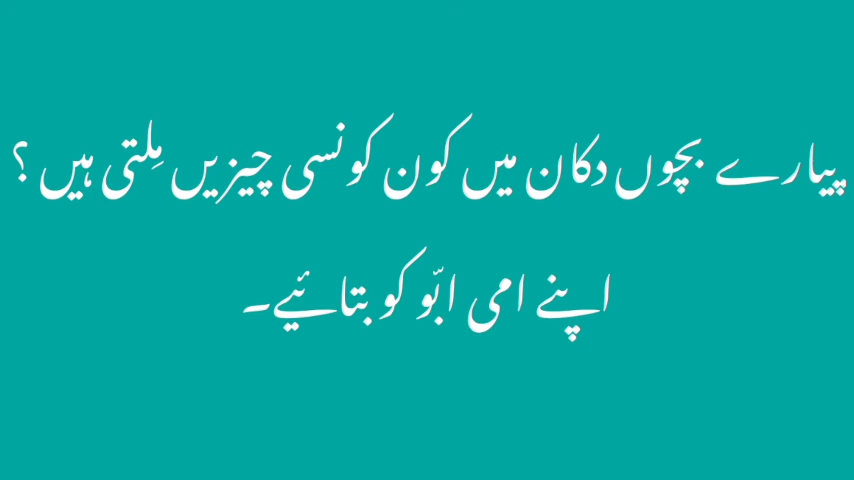 پیارے بچوں دکان میں کون کونسی چیزیں مِلتی ہیں ؟
اپنے امی ابّو کو بتائیے۔